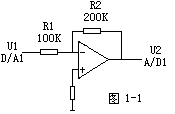 R2
200K
R1
100K
U1
D/A1
U2
A/D1
-
+
图 1-1